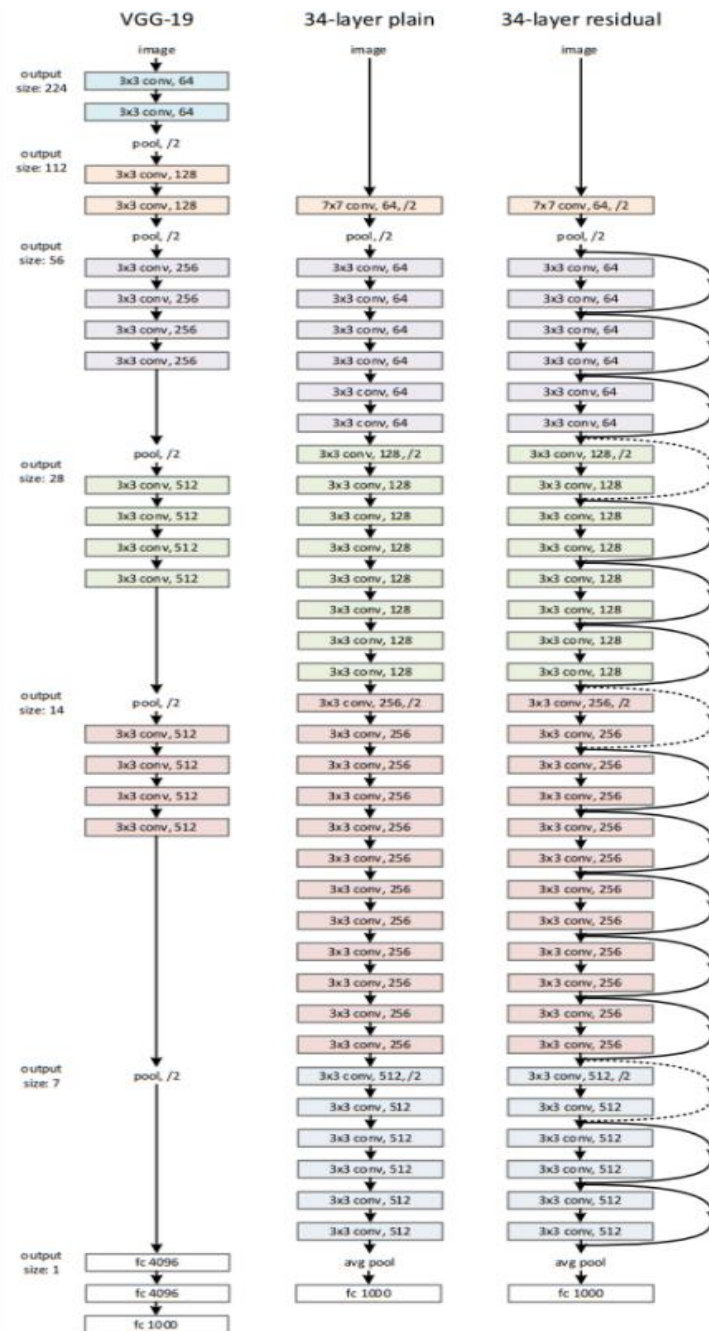 VGG-19
image
output
size: 224
3x3 conv, 64
3x3 conv, 64
pool, /2
output
size: 112
3x3 conv, 128
3x3 conv, 128
pool, /2
output
size: 56
3x3 conv, 256
3x3 conv, 256
3x3 conv, 256
3x3 conv, 256
pool, /2
output
size: 28
3x3 conv, 512
3x3 conv, 512
3x3 conv, 512
3x3 conv, 512
pool, /2
output
size: 14
3x3 conv, 512
3x3 conv, 512
3x3 conv, 512
3x3 conv, 512
output
size: 7
pool, /2
output
size: 1
fc 4096
fc 4096
fc 1000
34-layer plain
image
7x7 conv, 64, /2
pool, /2
3x3 conv, 64
3x3 conv, 64
3x3 conv, 64
3x3 conv, 64
3x3 conv, 64
3x3 conv, 64
3x3 conv, 128, /2
3x3 conv, 128
3x3 conv, 128
3x3 conv, 128
3x3 conv, 128
3x3 conv, 128
3x3 conv, 128
3x3 conv, 128
3x3 conv, 256, /2
3x3 conv, 256
3x3 conv, 256
3x3 conv, 256
3x3 conv, 256
3x3 conv, 256
3x3 conv, 256
3x3 conv, 256
3x3 conv, 256
3x3 conv, 256
3x3 conv, 256
3x3 conv, 256
3x3 conv, 512, /2
3x3 conv, 512
3x3 conv, 512
3x3 conv, 512
3x3 conv, 512
3x3 conv, 512
avg pool
fc 1000
34-layer residual
image
7x7 conv, 64, /2
pool, /2
3x3 conv, 64
3x3 conv, 64
3x3 conv, 64
3x3 conv, 64
3x3 conv, 64
3x3 conv, 64
3x3 conv, 128, /2
3x3 conv, 128
3x3 conv, 128
3x3 conv, 128
3x3 conv, 128
3x3 conv, 128
3x3 conv, 128
3x3 conv, 128
3x3 conv, 256, /2
3x3 conv, 256
3x3 conv, 256
3x3 conv, 256
3x3 conv, 256
3x3 conv, 256
3x3 conv, 256
3x3 conv, 256
3x3 conv, 256
3x3 conv, 256
3x3 conv, 256
3x3 conv, 256
3x3 conv, 512, /2
3x3 conv, 512
3x3 conv, 512
3x3 conv, 512
3x3 conv, 512
3x3 conv, 512
avg pool
fc 1000